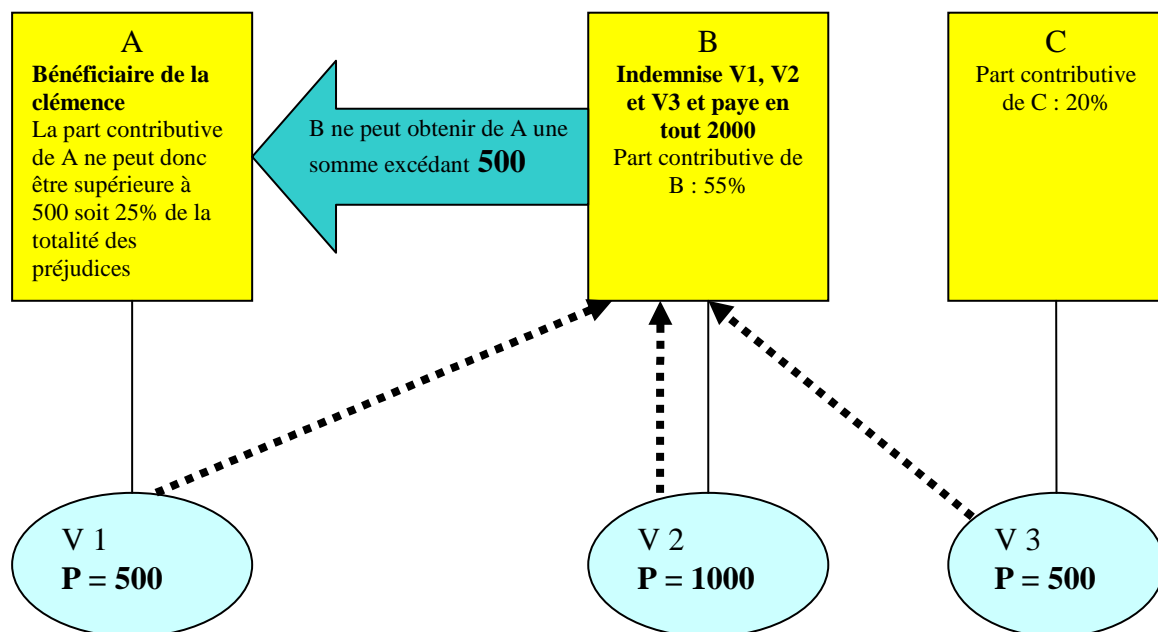 A
Bénéficiaire de la
clémence
La part contributive
de A ne peut donc
être supérieure à
500 soit 25% de la
totalité des
préjudices
B ne peut obtenir de A une
somme excédant 500
B
Indemnise V1, V2
et V3 et paye en
tout 2000
Part contributive de
B : 55%
C
Part contributive
de C : 20%
V 1
P = 500
V 2
P = 1000
V 3
P = 500